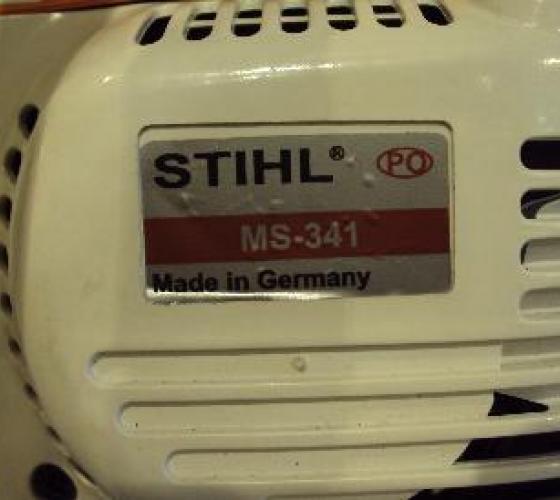 STIHL® PO
MS-341
Made in Germany